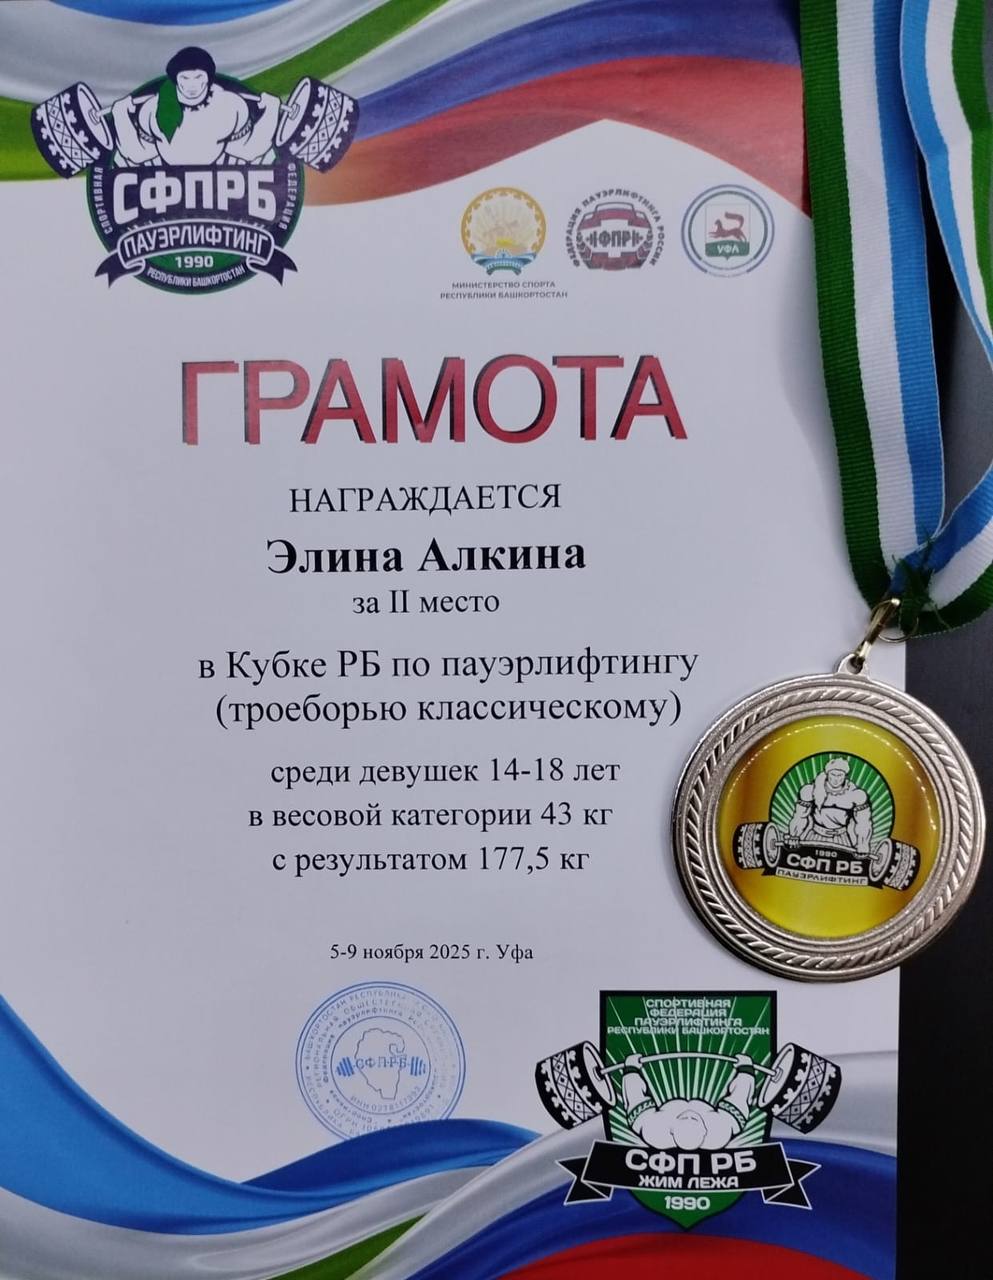 СФПРБ
СПОРТИВНАЯ
ФЕДЕРАЦИЯ
ПАУЭРЛИФТИНГ
1990
РЕСПУБЛИКИ БАШКОРТОСТАН
МИНИСТЕРСТВО СПОРТА
РЕСПУБЛИКИ БАШКОРТОСТАН
ФЕДЕРАЦИЯ ПАУЭРЛИФТИНГА РОССИИ
ФПР
УФА
ГРАМОТА
НАГРАЖДАЕТСЯ
Элина Алкина
за II место
в Кубке РБ по пауэрлифтингу
(троеборью классическому)
среди девушек 14-18 лет
в весовой категории 43 кг
с результатом 177,5 кг
1990
СФП РБ
ПАУЭРЛИФТИНГ
5-9 ноября 2025 г. Уфа
СФПРБ
СПОРТИВНАЯ
ФЕДЕРАЦИЯ
ПАУЭРЛИФТИНГА
РЕСПУБЛИКИ БАШКОРТОСТАН
СФП РБ
ЖИМ ЛЕЖА
1990